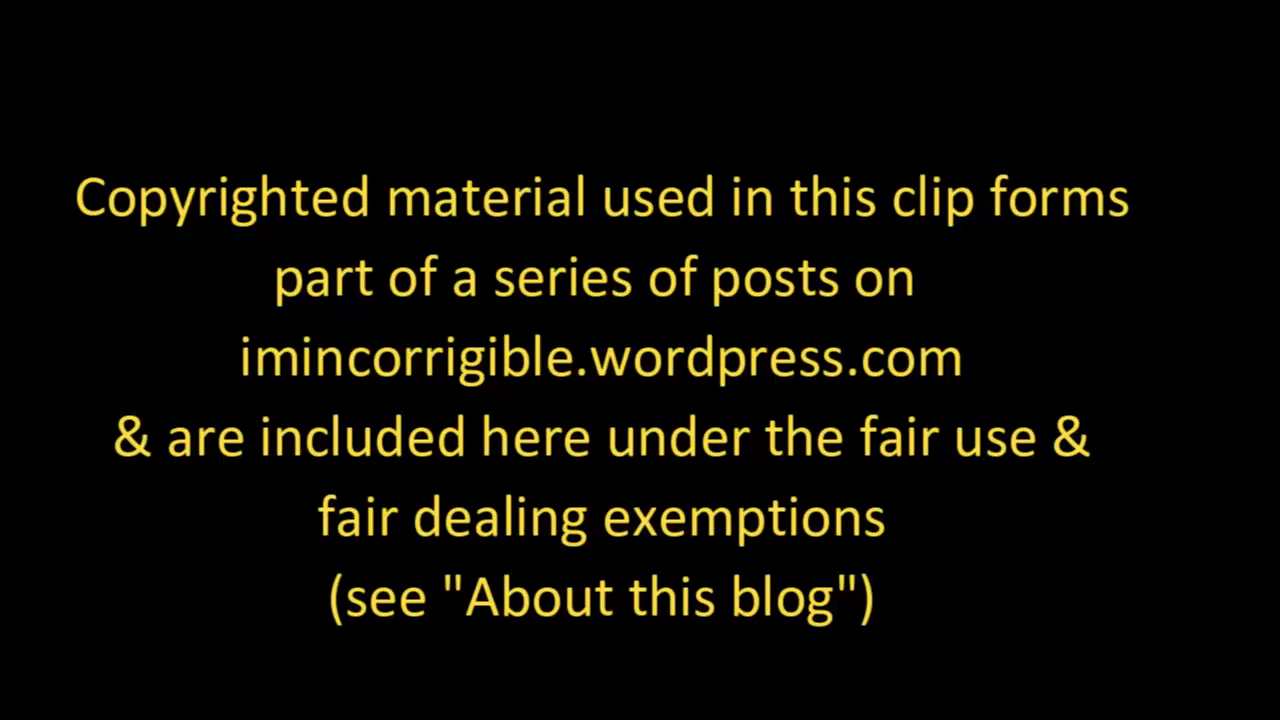 Copyrighted material used in this clip forms
part of a series of posts on
imincorrigible.wordpress.com
& are included here under the fair use &
fair dealing exemptions
(see "About this blog")